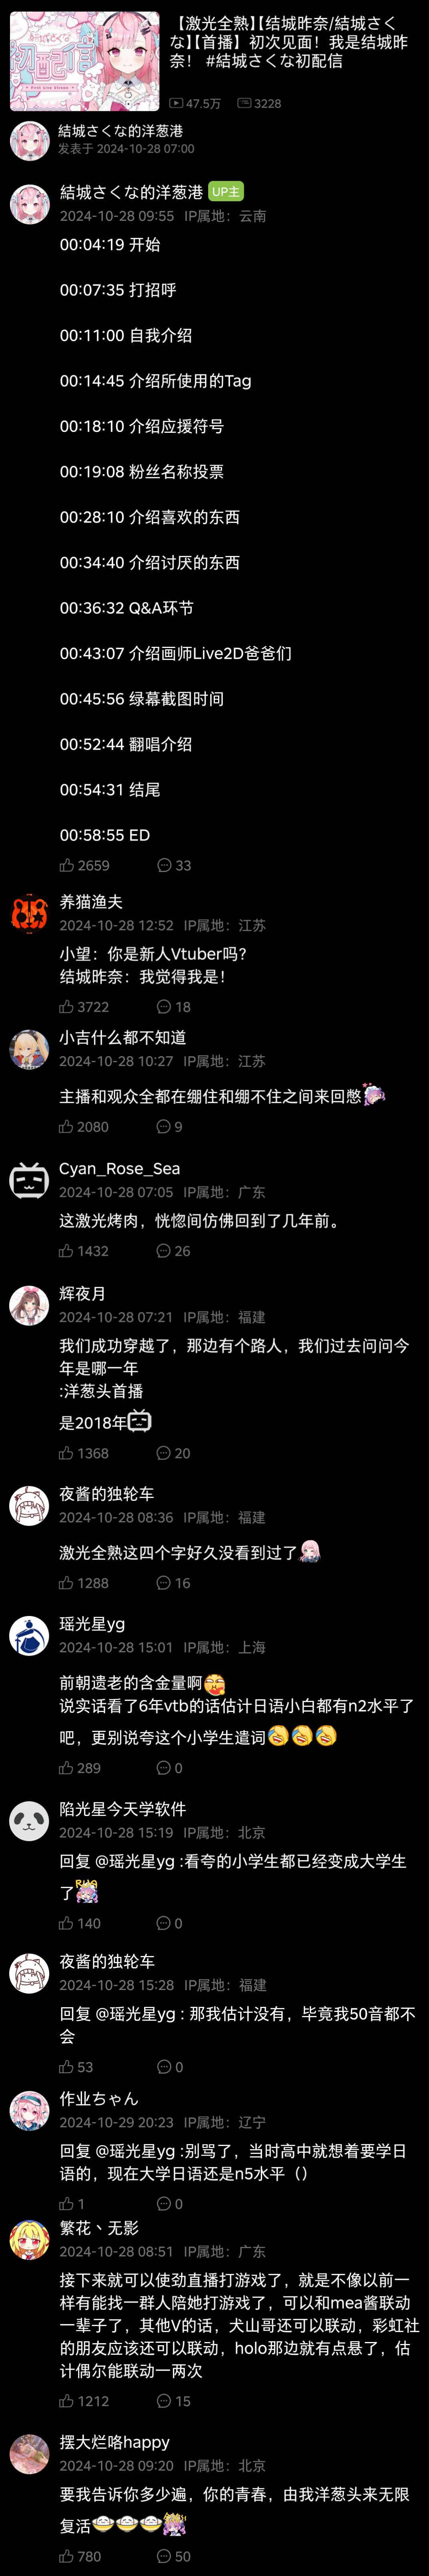 【激光全熟】【结城昨奈/結城さく
な】【首播】初次见面！我是结城昨
奈！ #結城さくな初配信
初配信
First Live Stream
47.5万 3228
結城さくな的洋葱港
发表于 2024-10-28 07:00
結城さくな的洋葱港 UP主
2024-10-28 09:55 IP属地：云南
00:04:19 开始
00:07:35 打招呼
00:11:00 自我介绍
00:14:45 介绍所使用的Tag
00:18:10 介绍应援符号
00:19:08 粉丝名称投票
00:28:10 介绍喜欢的东西
00:34:40 介绍讨厌的东西
00:36:32 Q&A环节
00:43:07 介绍画师Live2D爸爸们
00:45:56 绿幕截图时间
00:52:44 翻唱介绍
00:54:31 结尾
00:58:55 ED
2659 33
养猫渔夫
2024-10-28 12:52 IP属地：江苏
小望：你是新人Vtuber吗?
结城昨奈：我觉得我是！
3722 18
小吉什么都不知道
2024-10-28 10:27 IP属地：江苏
主播和观众全都在绷住和绷不住之间来回憋
2080 9
Cyan_Rose_Sea
2024-10-28 07:05 IP属地：广东
这激光烤肉，恍惚间仿佛回到了几年前。
1432 26
辉夜月
2024-10-28 07:21 IP属地：福建
我们成功穿越了，那边有个路人，我们过去问问今
年是哪一年
:洋葱头首播
是2018年
1368 20
夜酱的独轮车
2024-10-28 08:36 IP属地：福建
激光全熟这四个字好久没看到过了
1288 16
瑶光星yg
2024-10-28 15:01 IP属地：上海
前朝遗老的含金量啊
说实话看了6年vtb的话估计日语小白都有n2水平了
吧，更别说夸这个小学生遣词
289 0
陷光星今天学软件
2024-10-28 15:19 IP属地：北京
回复 @瑶光星yg :看夸的小学生都已经变成大学生
了
140 0
夜酱的独轮车
2024-10-28 15:28 IP属地：福建
回复 @瑶光星yg : 那我估计没有，毕竟我50音都不
会
53 0
作业ちゃん
2024-10-29 20:23 IP属地：辽宁
回复 @瑶光星yg :别骂了，当时高中就想着要学日
语的，现在大学日语还是n5水平（）
1 0
繁花丶无影
2024-10-28 08:51 IP属地：广东
接下来就可以使劲直播打游戏了，就是不像以前一
样有能找一群人陪她打游戏了，可以和mea酱联动
一辈子了，其他V的话，犬山哥还可以联动，彩虹社
的朋友应该还可以联动，holo那边就有点悬了，估
计偶尔能联动一两次
1212 15
摆大烂咯happy
2024-10-28 09:20 IP属地：北京
要我告诉你多少遍，你的青春，由我洋葱头来无限
复活
780 50